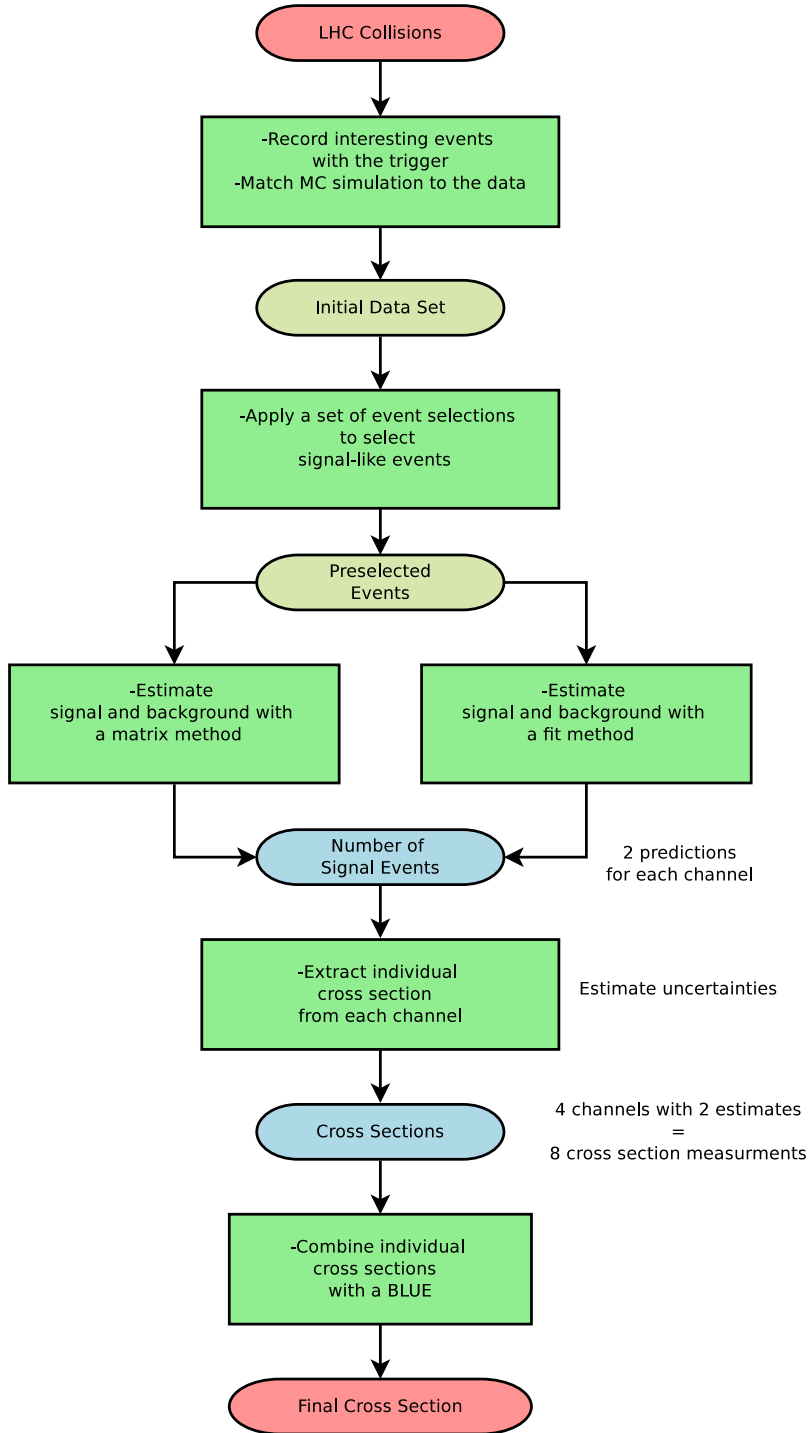 LHC Collisions
-Record interesting events
with the trigger
-Match MC simulation to the data
Initial Data Set
-Apply a set of event selections
to select
signal-like events
Preselected
Events
-Estimate
signal and background with
a matrix method
-Estimate
signal and background with
a fit method
Number of
Signal Events
2 predictions
for each channel
-Extract individual
cross section
from each channel
Estimate uncertainties
Cross Sections
4 channels with 2 estimates
=
8 cross section measurments
-Combine individual
cross sections
with a BLUE
Final Cross Section